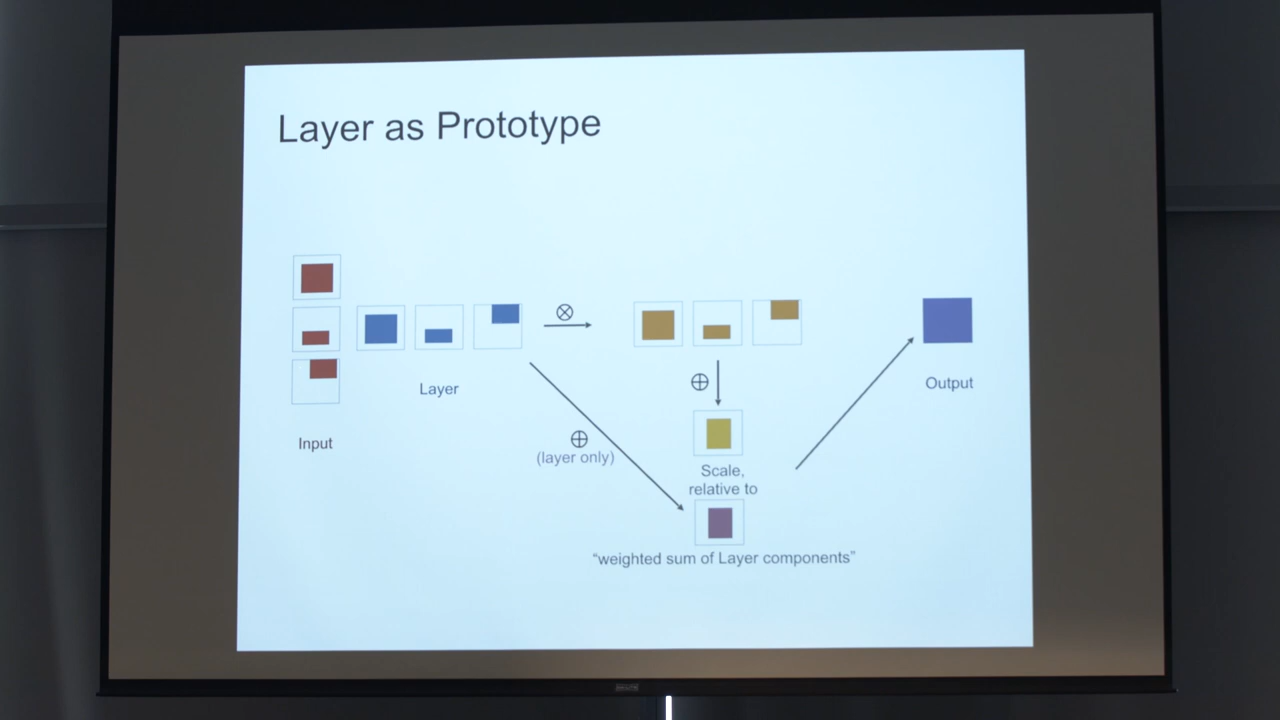 Layer as Prototype
Layer
Input
(layer only)
Scale,
relative to
"weighted sum of Layer components"
Output